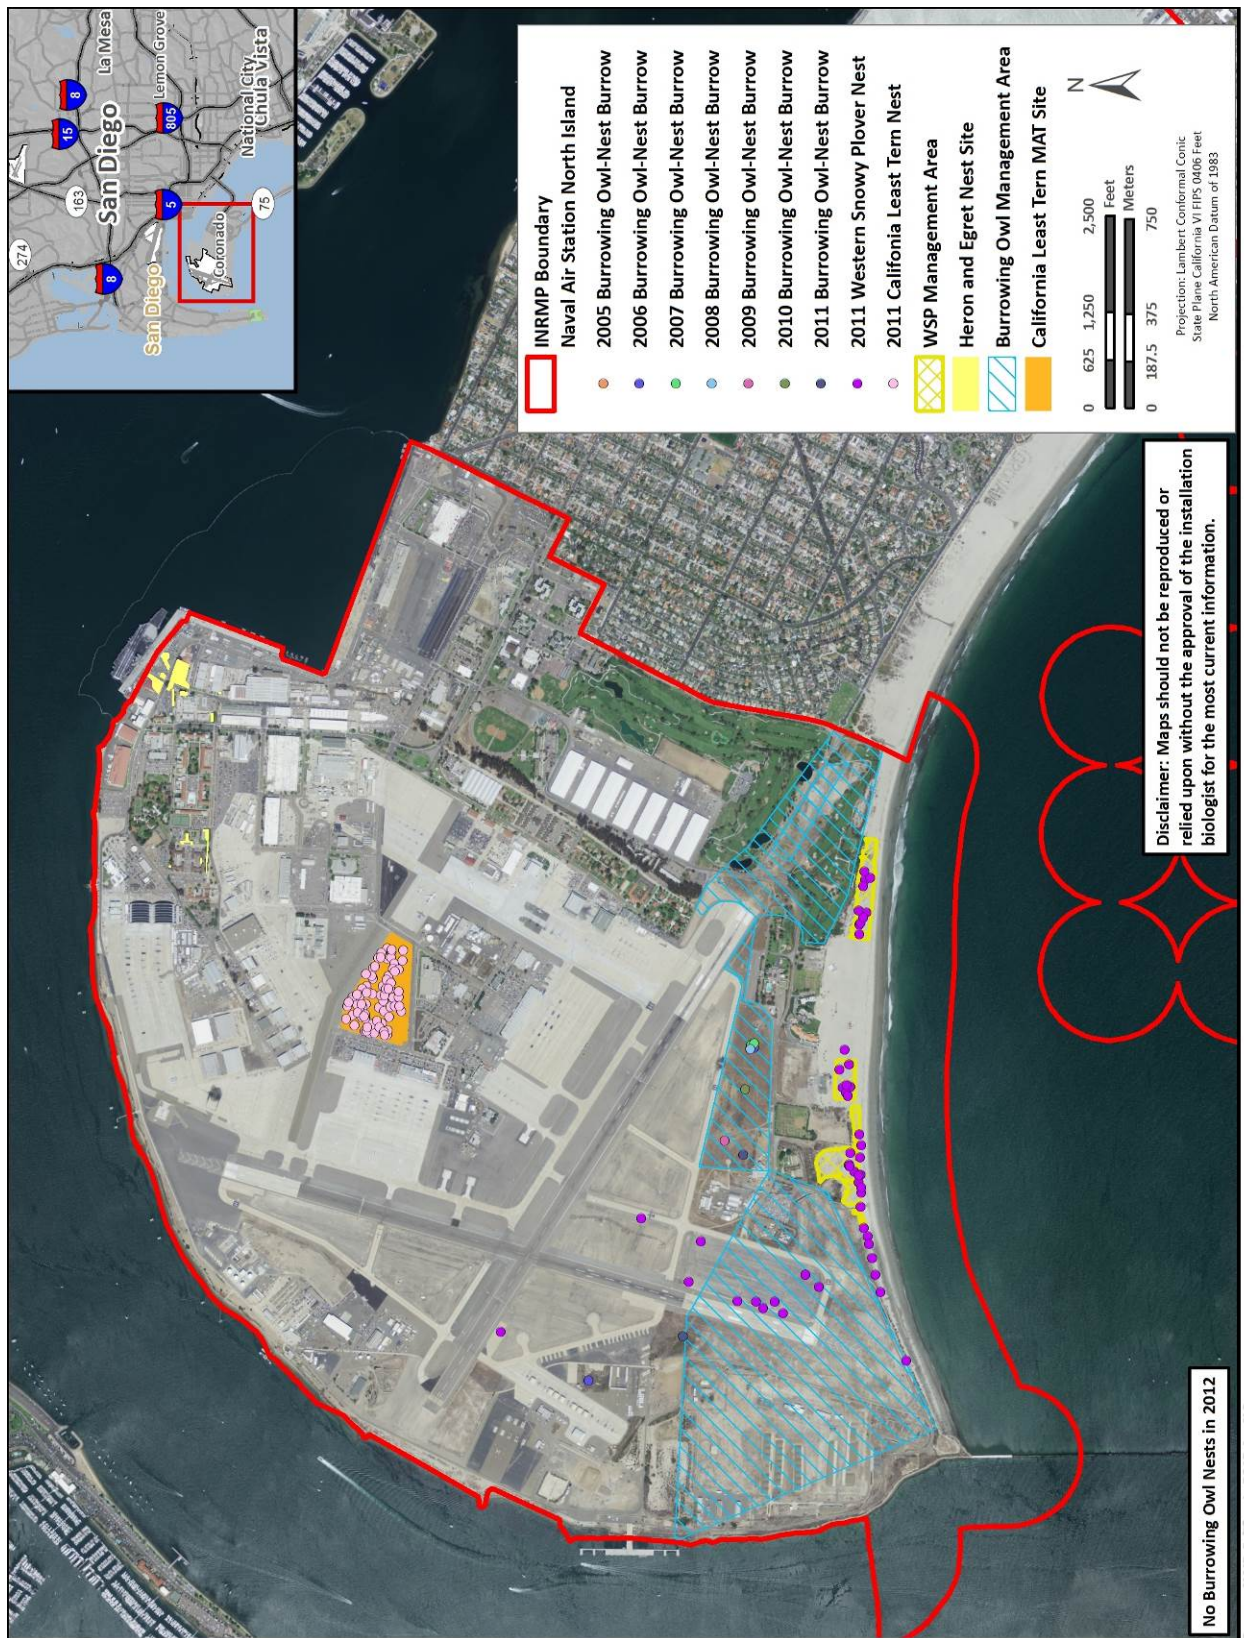 274
163
15
8
8
5
805
75
La Mesa
Lemon Grove
San Diego
National City
Chula Vista
San Diego
Coronado
INRMP Boundary
Naval Air Station North Island
2005 Burrowing Owl-Nest Burrow
2006 Burrowing Owl-Nest Burrow
2007 Burrowing Owl-Nest Burrow
2008 Burrowing Owl-Nest Burrow
2009 Burrowing Owl-Nest Burrow
2010 Burrowing Owl-Nest Burrow
2011 Burrowing Owl-Nest Burrow
2011 Western Snowy Plover Nest
2011 Califonia Least Tern Nest
WSP Management Area
Heron and Egret Nest Site
Burrowing Owl Management Area
California Least Tern MAT Site
N
0 625 1,250 2,500
Feet
Meters
0 187.5 375 750
Projection: Lambert Conformal Conic
State Plane California VI FIPS 0406 Feet
North American Datum of 1983
Disclaimer: Maps should not be reproduced or
relied upon without the approval of the installation
biologist for the most current information.
No Burrowing Owl Nests in 2012